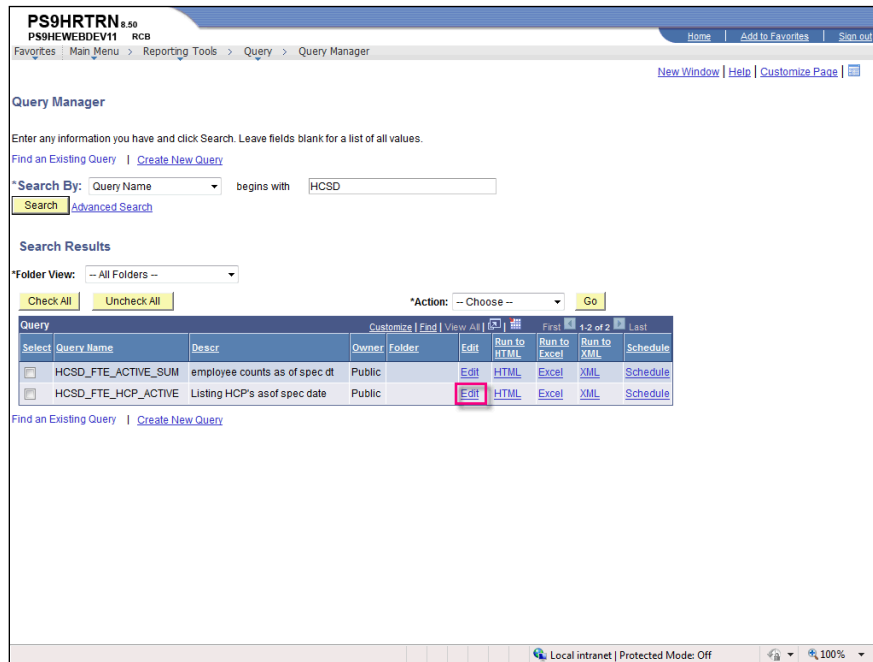 PS9HRTRN 8.50
PS9HEWEBDEV11 RCB
Home | Add to Favorites | Sign out
Favorites Main Menu > Reporting Tools > Query > Query Manager
New Window | Help | Customize Page |
Query Manager
Enter any information you have and click Search. Leave fields blank for a list of all values.
Find an Existing Query | Create New Query
*Search By: Query Name begins with HCSD
Search Advanced Search
Search Results
*Folder View: -- All Folders --
Check All Uncheck All *Action: -- Choose -- Go
Query Customize | Find | View All | | First 1-2 of 2 Last
Select Query Name Descr Owner Folder Edit Run to HTML Run to Excel Run to XML Schedule
HCSD_FTE_ACTIVE_SUM employee counts as of spec dt Public Edit HTML Excel XML Schedule
HCSD_FTE_HCP_ACTIVE Listing HCP's asof spec date Public Edit HTML Excel XML Schedule
Find an Existing Query | Create New Query
Local intranet | Protected Mode: Off 100%